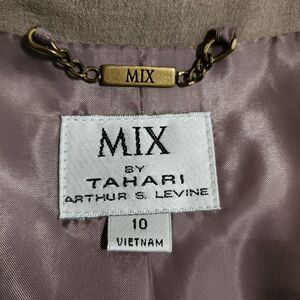 MIX
MIX
BY
TAHARI
ARTHUR S. LEVINE
10
VIETNAM